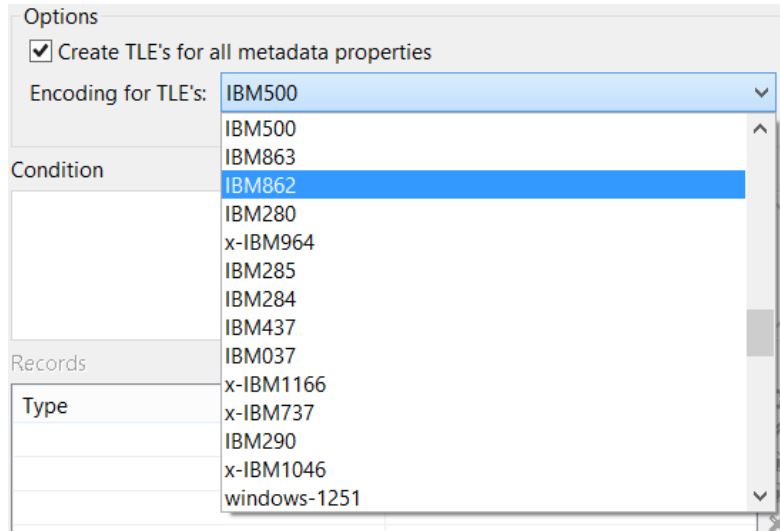 Options
Create TLE's for all metadata properties
Encoding for TLE's: IBM500
IBM500
IBM863
Condition
IBM862
IBM280
x-IBM964
IBM285
IBM284
IBM437
IBM037
Records
x-IBM1166
Type
x-IBM737
IBM290
x-IBM1046
windows-1251